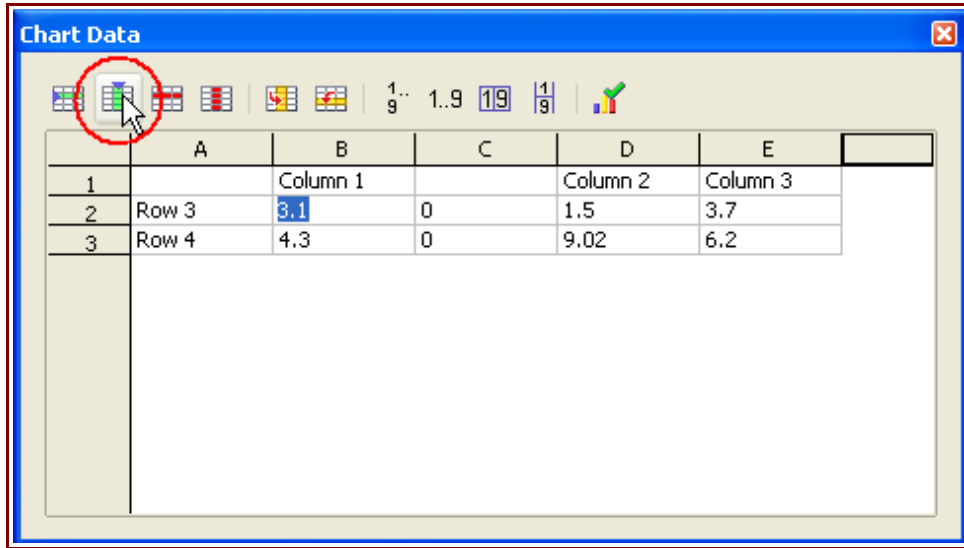 Chart Data
1.. 9 1..9 19 1 9
A B C D E
1 Column 1 Column 2 Column 3
2 Row 3 3.1 0 1.5 3.7
3 Row 4 4.3 0 9.02 6.2